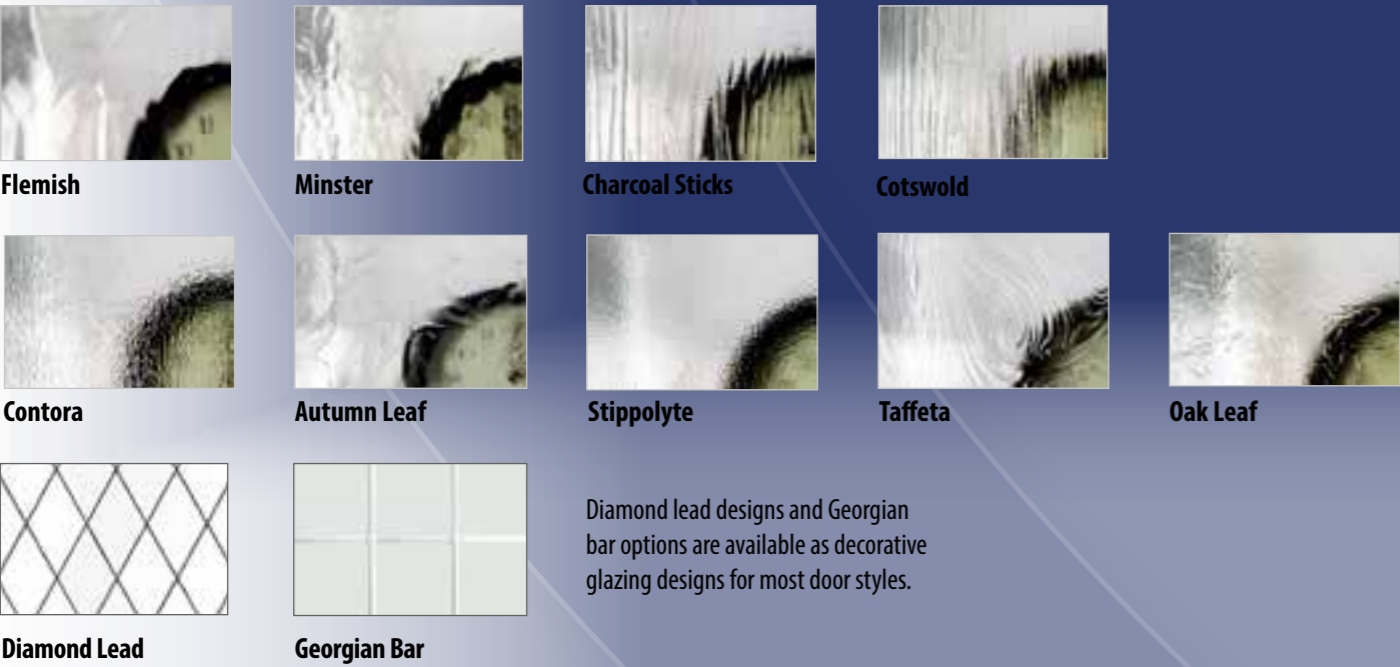 Flemish
Minster
Charcoal Sticks
Cotswold
Contora
Autumn Leaf
Stippolyte
Taffeta
Oak Leaf
Diamond lead designs and Georgian
bar options are available as decorative
glazing designs for most door styles.
Diamond Lead
Georgian Bar